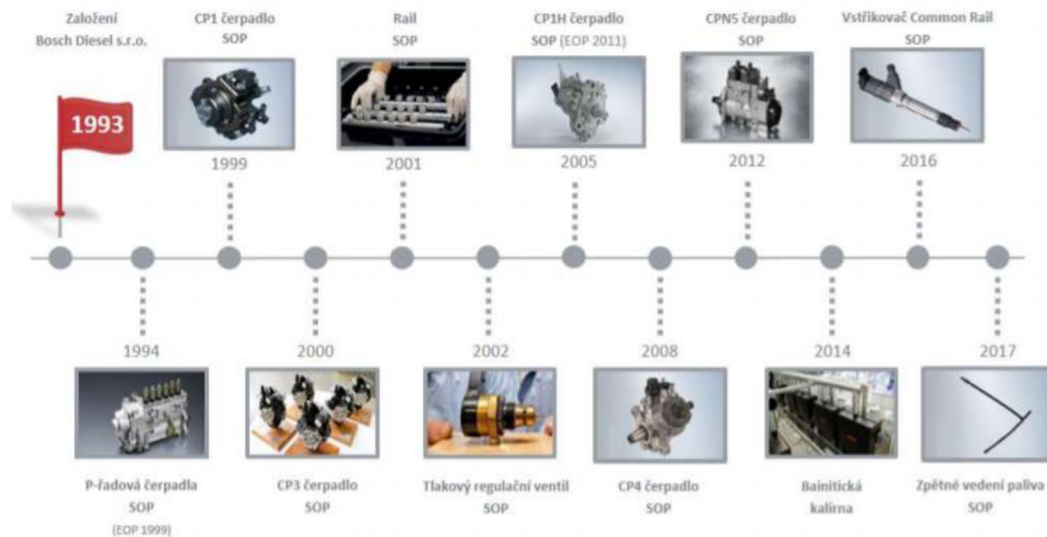 Založení
Bosch Diesel s.r.o.
CP1 čerpadlo
SOP
Rail
SOP
CP1H čerpadlo
SOP (EOP 2011)
CPN5 čerpadlo
SOP
Vstřikovač Common Rail
SOP
1993
1999
2001
2005
2012
2016
1994
2000
2002
2008
2014
2017
P-řadová čerpadla
SOP
(EOP 1999)
CP3 čerpadlo
SOP
Tlakový regulační ventil
SOP
CP4 čerpadlo
SOP
Bainitická
kalírna
Zpětné vedení paliva
SOP